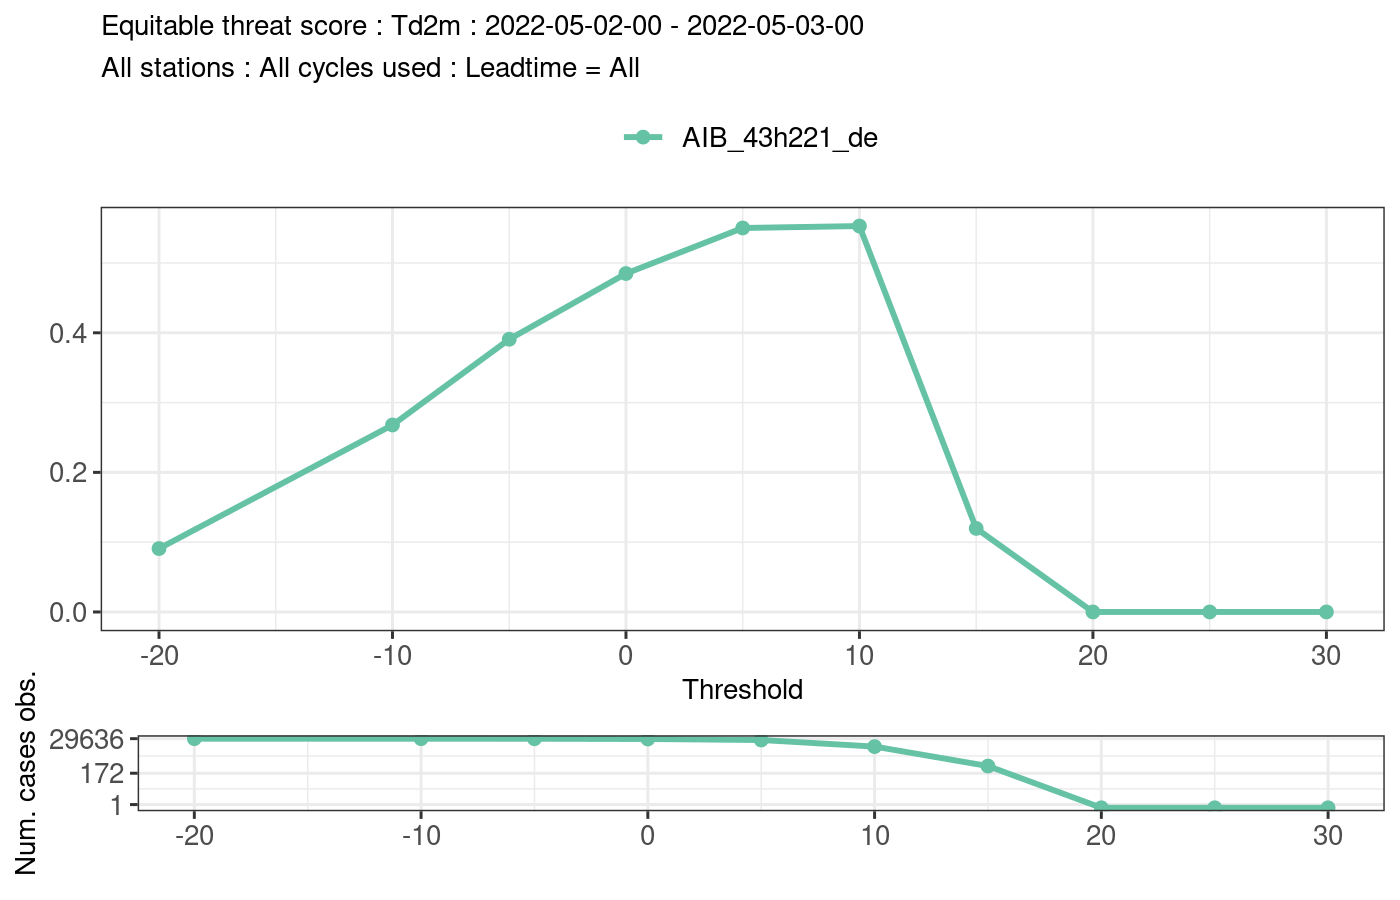 Equitable threat score : Td2m : 2022-05-02-00 - 2022-05-03-00
All stations : All cycles used : Leadtime = All
AIB_43h221_de
0.4
0.2
0.0
-20 -10 0 10 20 30
Threshold
Num. cases obs.
29636
172
1
-20 -10 0 10 20 30